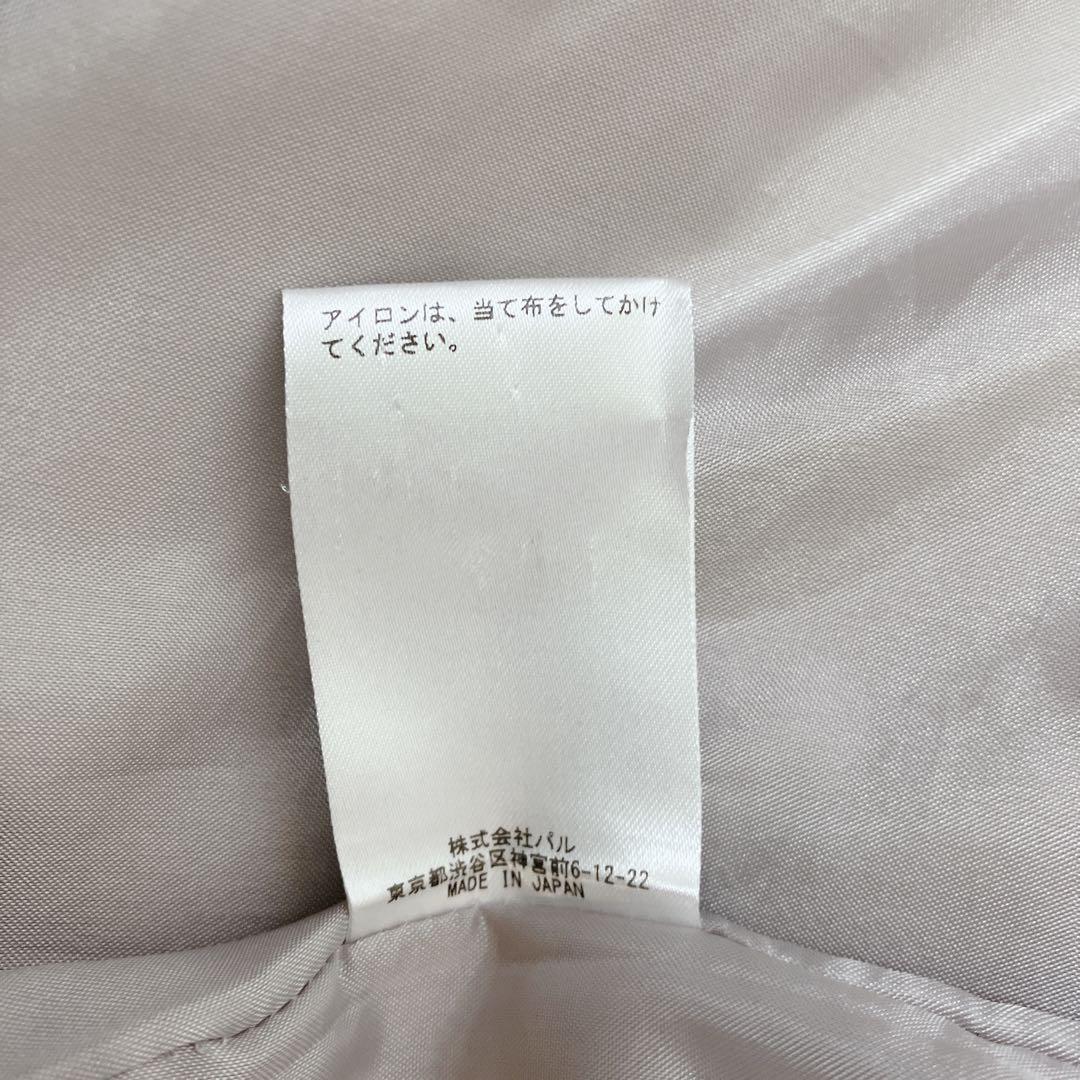 アイロンは、当て布をしてかけ
てください。
株式会社パル
東京都渋谷区神宮前6-12-22
MADE IN JAPAN